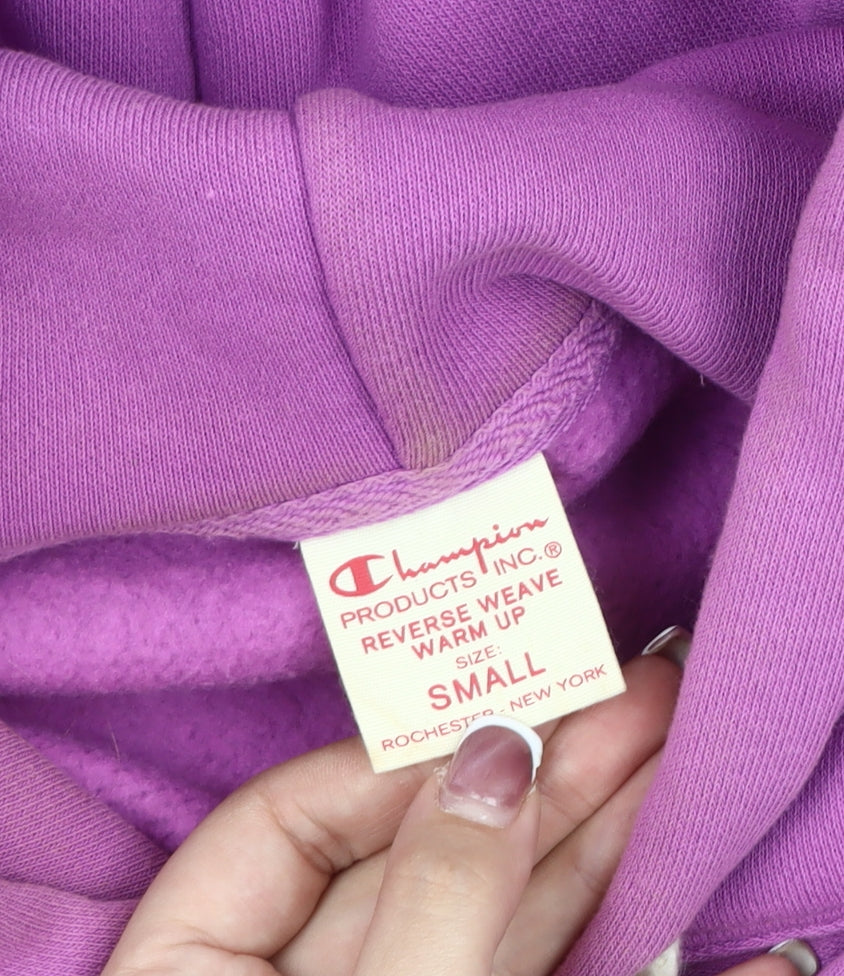 Champion
PRODUCTS INC.®
REVERSE WEAVE
WARM UP
SIZE:
SMALL
ROCHESTER - NEW YORK